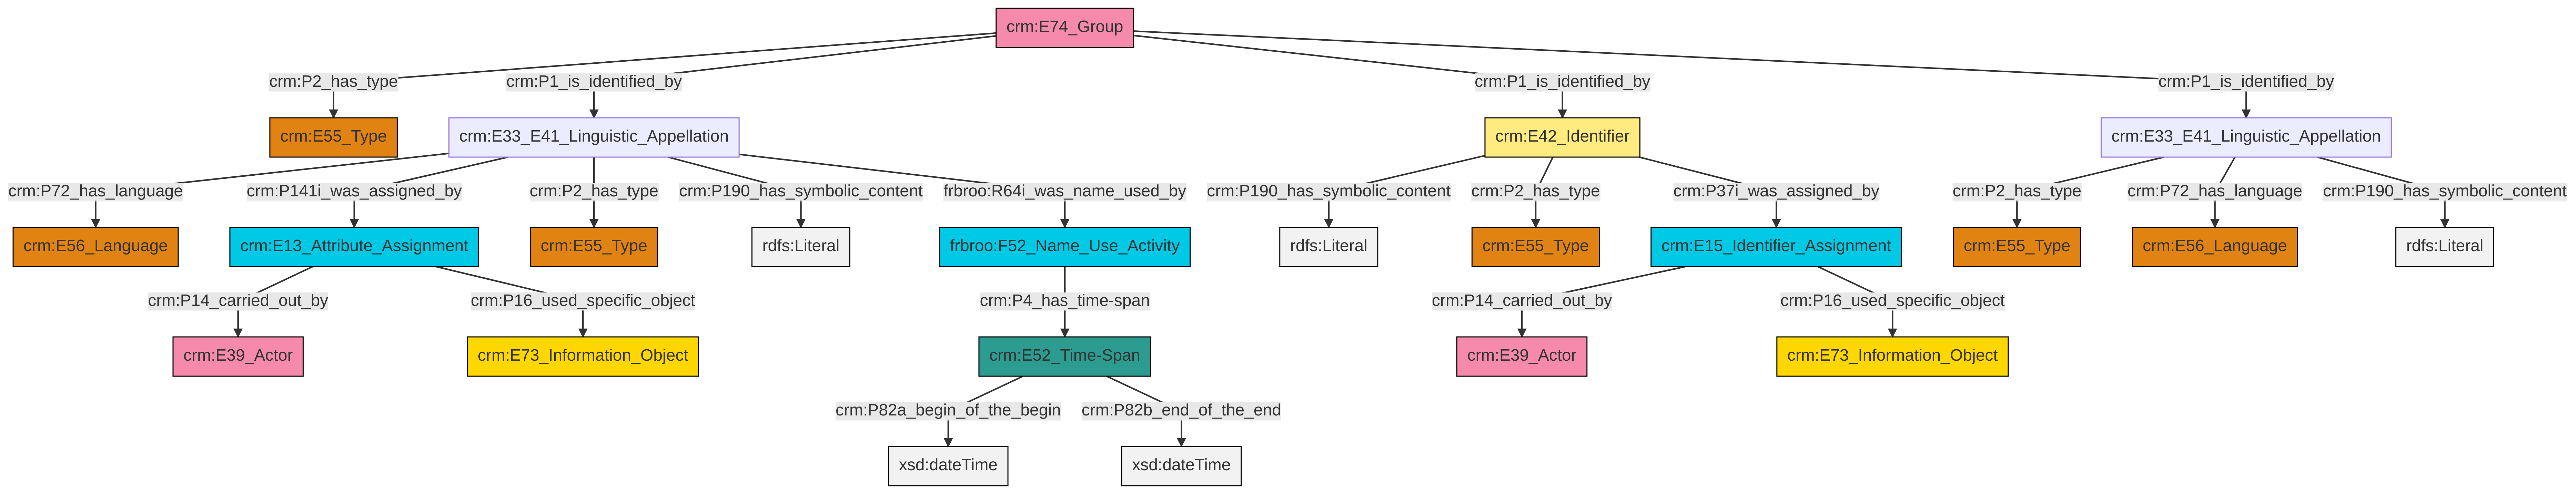 crm:E74_Group
crm:P2_has_type
crm:P1_is_identified_by
crm:P1_is_identified_by
crm:P1_is_identified_by
crm:E55_Type
crm:E33_E41_Linguistic_Appellation
crm:E42_Identifier
crm:E33_E41_Linguistic_Appellation
crm:P72_has_language
crm:P141i_was_assigned_by
crm:P2_has_type
crm:P190_has_symbolic_content
frbroo:R64i_was_name_used_by
crm:P190_has_symbolic_content
crm:P2_has_type
crm:P37i_was_assigned_by
crm:P2_has_type
crm:P72_has_language
crm:P190_has_symbolic_content
crm:E56_Language
crm:E13_Attribute_Assignment
crm:E55_Type
rdfs:Literal
frbroo:F52_Name_Use_Activity
rdfs:Literal
crm:E55_Type
crm:E15_Identifier_Assignment
crm:E55_Type
crm:E56_Language
rdfs:Literal
crm:P14_carried_out_by
crm:P16_used_specific_object
crm:P4_has_time-span
crm:P14_carried_out_by
crm:P16_used_specific_object
crm:E39_Actor
crm:E73_Information_Object
crm:E52_Time-Span
crm:E39_Actor
crm:E73_Information_Object
crm:P82a_begin_of_the_begin
crm:P82b_end_of_the_end
xsd:dateTime
xsd:dateTime